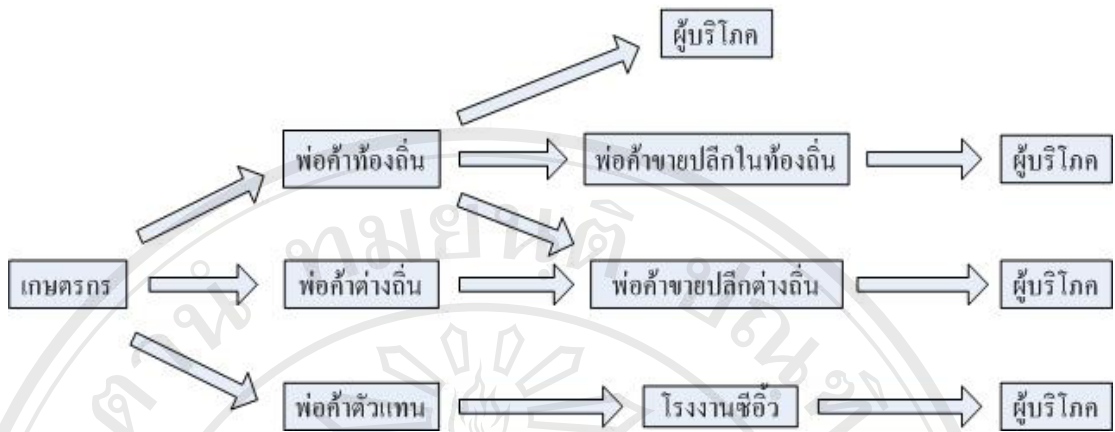 ผู้บริโภค
พ่อค้าท้องถิ่น พ่อค้าขายปลีกในท้องถิ่น ผู้บริโภค
เกษตรกร พ่อค้าต่างถิ่น พ่อค้าขายปลีกต่างถิ่น ผู้บริโภค
พ่อค้าตัวแทน โรงงานซีอิ้ว ผู้บริโภค